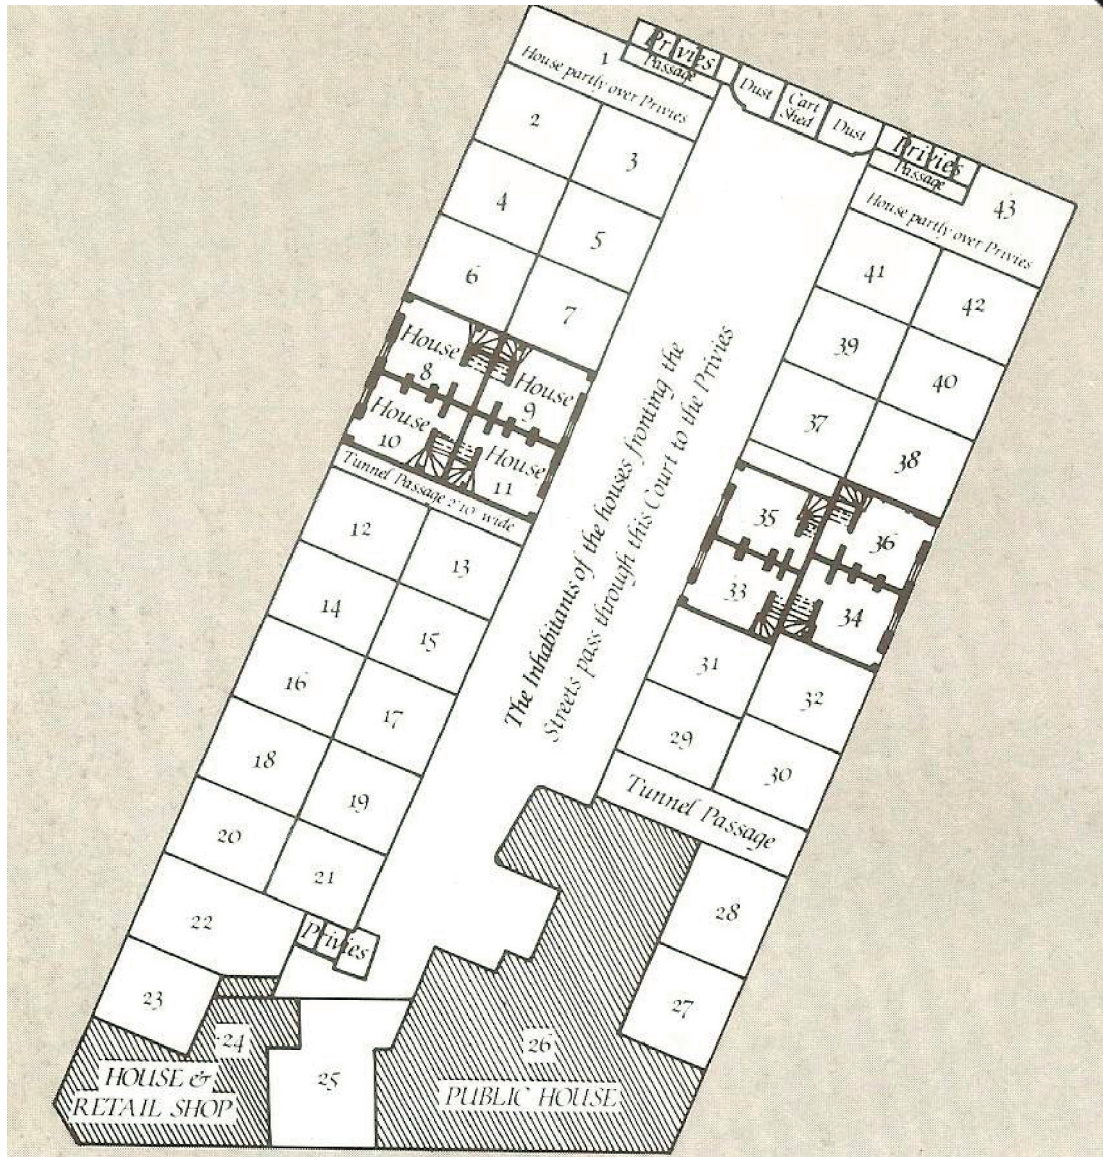 Privies
Passage
1
House partly over Privies
Dust
Cart
Shed
Dust
Privies
Passage
43
House partly over Privies
2
3
4
5
6
7
House
8
House
9
House
10
House
11
Tunnel Passage 2'10" wide
12
13
14
15
16
17
18
19
20
21
22
Privies
23
24
HOUSE &
RETAIL SHOP
25
26
PUBLIC HOUSE
The Inhabitants of the houses fronting the
Streets pass through this Court to the Privies
41
42
39
40
37
38
35
36
33
34
31
32
29
30
Tunnel Passage
28
27